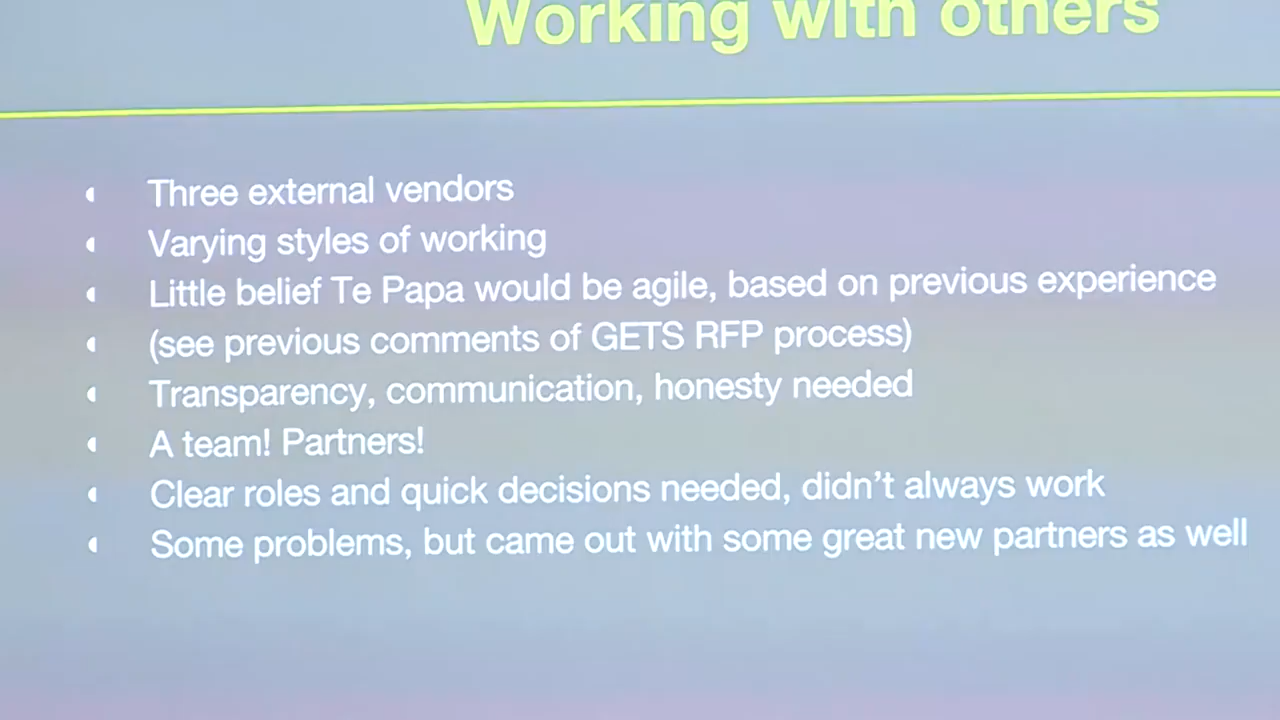 Working with others
Three external vendors
Varying styles of working
Little belief Te Papa would be agile, based on previous experience
(see previous comments of GETS RFP process)
Transparency, communication, honesty needed
A team! Partners!
Clear roles and quick decisions needed, didn't always work
Some problems, but came out with some great new partners as well